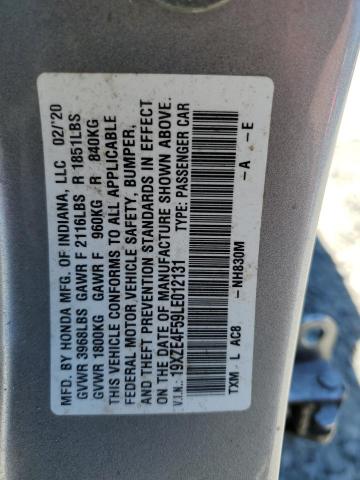 MFD. BY HONDA MFG. OF INDIANA, LLC 02/'20
GVWR 3968LBS GAWR F 2116LBS R 1851LBS
GVWR 1800KG GAWR F 960KG R 840KG
THIS VEHICLE CONFORMS TO ALL APPLICABLE
FEDERAL MOTOR VEHICLE SAFETY, BUMPER,
AND THEFT PREVENTION STANDARDS IN EFFECT
ON THE DATE OF MANUFACTURE SHOWN ABOVE.
V.I.N.: 19XZE4F59LE012131 TYPE: PASSENGER CAR
TXM L AC8 - NH830M - A - E